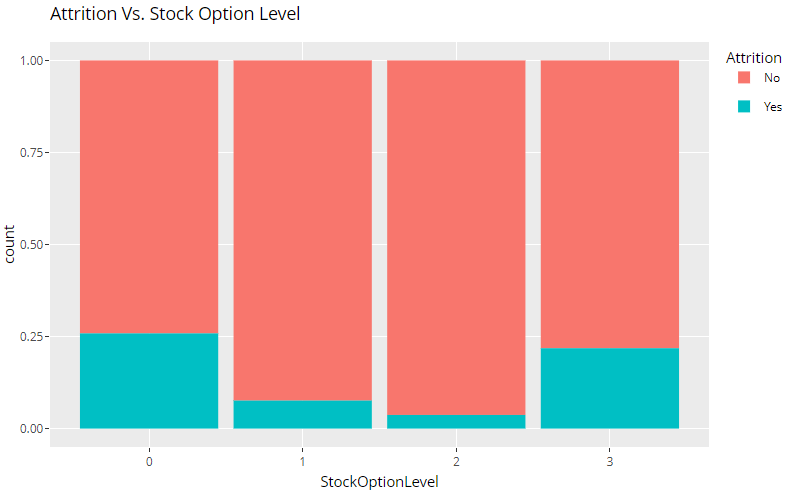 Attrition Vs. Stock Option Level
1.00
0.75
0.50
0.25
0.00
count
0
1
2
3
StockOptionLevel
Attrition
No
Yes